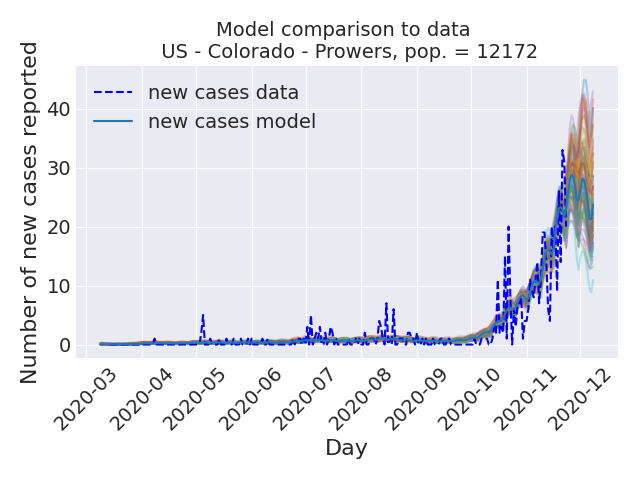 Model comparison to data
US - Colorado - Prowers, pop. = 12172
Number of new cases reported
40
30
20
10
0
new cases data
new cases model
2020-03
2020-04
2020-05
2020-06
2020-07
2020-08
2020-09
2020-10
2020-11
2020-12
Day